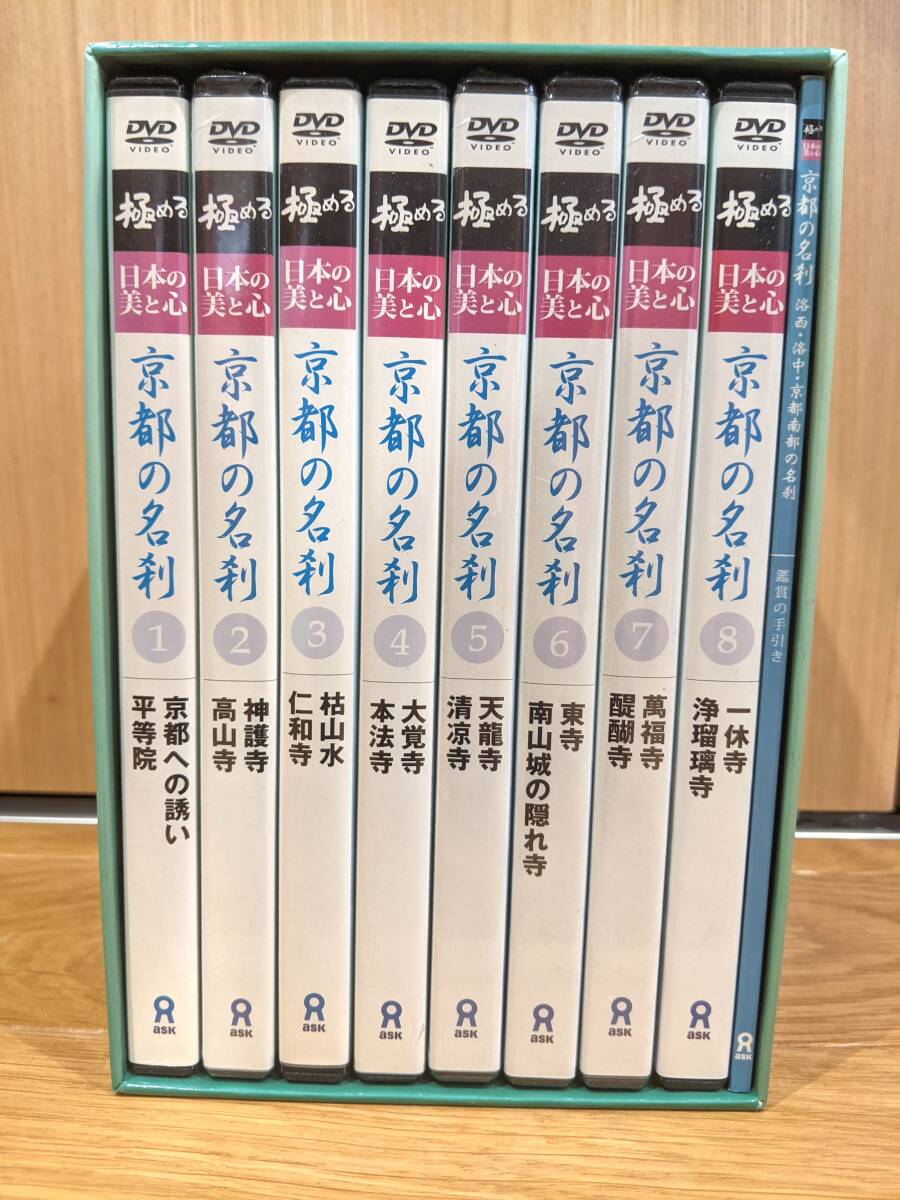 DVD
VIDEO
極める
日本の
美と心
京都の名刹
1
京都への誘い
平等院
ask
DVD
VIDEO
極める
日本の
美と心
京都の名刹
2
神護寺
高山寺
ask
DVD
VIDEO
極める
日本の
美と心
京都の名刹
3
枯山水
仁和寺
ask
DVD
VIDEO
極める
日本の
美と心
京都の名刹
4
大覚寺
本法寺
ask
DVD
VIDEO
極める
日本の
美と心
京都の名刹
5
天龍寺
清凉寺
ask
DVD
VIDEO
極める
日本の
美と心
京都の名刹
6
東寺
南山城の隠れ寺
ask
DVD
VIDEO
極める
日本の
美と心
京都の名刹
7
萬福寺
醍醐寺
ask
DVD
VIDEO
極める
日本の
美と心
京都の名刹
8
一休寺
浄瑠璃寺
ask
極める
日本の
美と心
京都の名刹
洛西・洛中・京都南部の名刹
鑑賞の手引き
ask